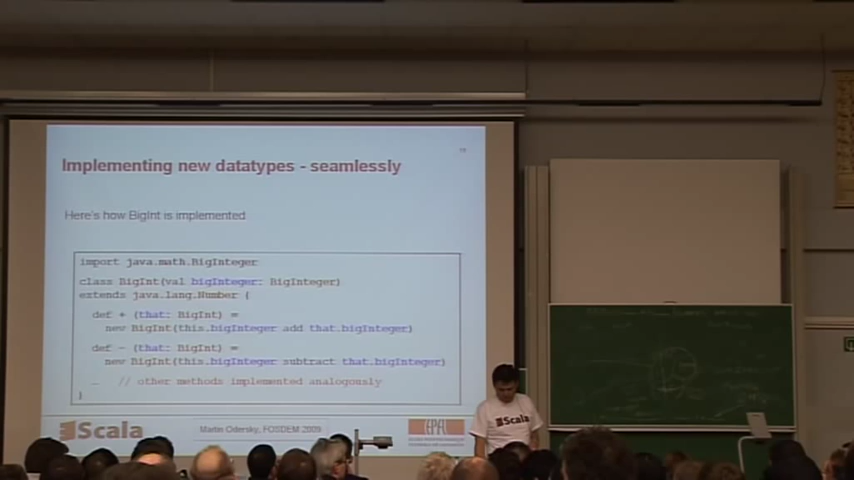 Implementing new datatypes - seamlessly
Here's how BigInt is implemented
import java.math.BigInteger
class BigInt(val bigInteger: BigInteger)
extends java.lang.Number {
def + (that: BigInt) =
new BigInt(this.bigInteger add that.bigInteger)
def - (that: BigInt) =
new BigInt(this.bigInteger subtract that.bigInteger)
… // other methods implemented analogously
}
Scala
Martin Odersky, FOSDEM 2009
EPFL
Scala